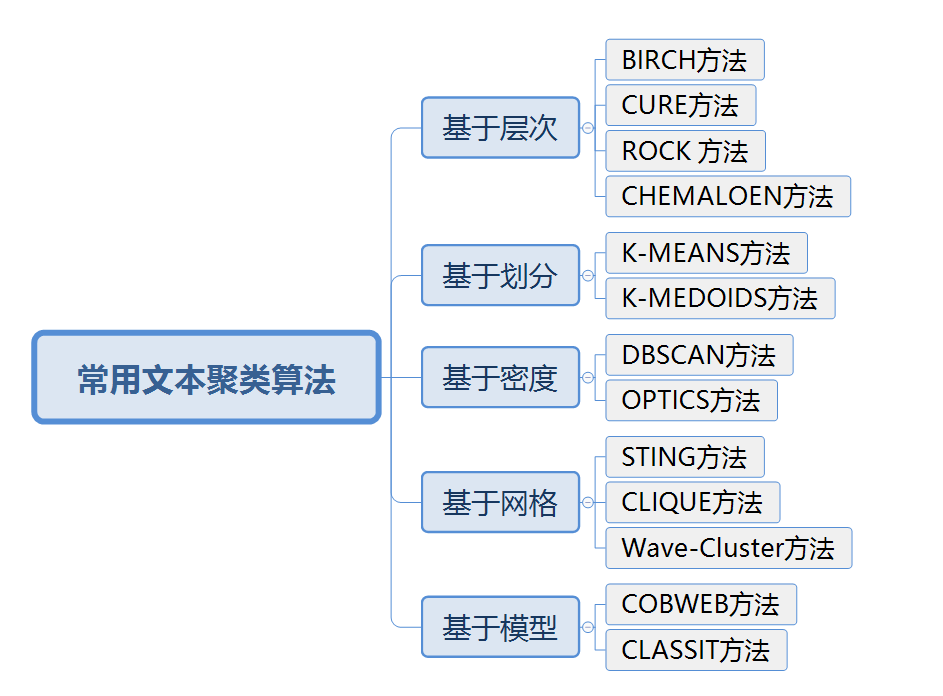 常用文本聚类算法
基于层次
BIRCH方法
CURE方法
ROCK 方法
CHEMALOEN方法
基于划分
K-MEANS方法
K-MEDOIDS方法
基于密度
DBSCAN方法
OPTICS方法
基于网格
STING方法
CLIQUE方法
Wave-Cluster方法
基于模型
COBWEB方法
CLASSIT方法